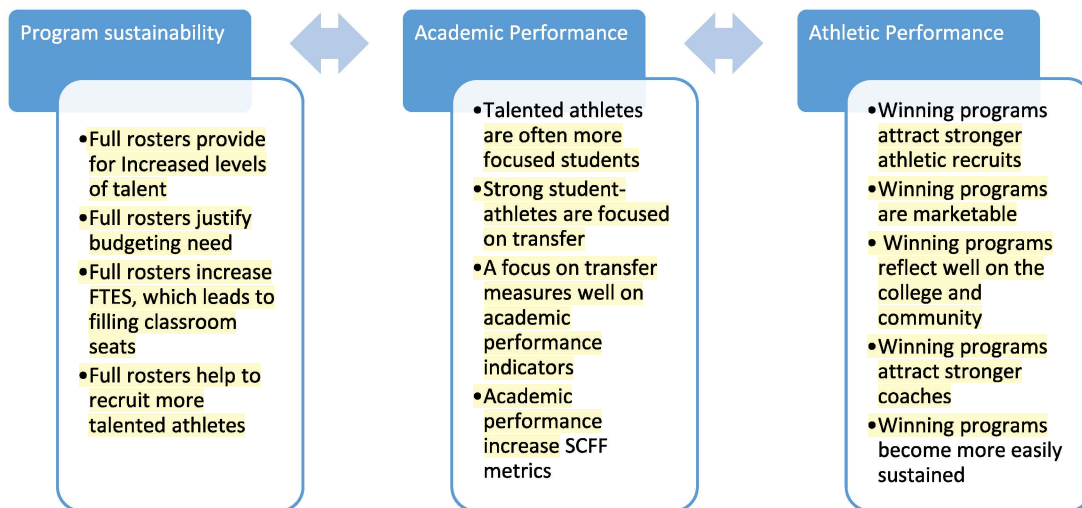 Program sustainability
•Full rosters provide
for Increased levels
of talent
•Full rosters justify
budgeting need
•Full rosters increase
FTES, which leads to
filling classroom
seats
•Full rosters help to
recruit more
talented athletes
Academic Performance
•Talented athletes
are often more
focused students
•Strong student-
athletes are focused
on transfer
•A focus on transfer
measures well on
academic
performance
indicators
•Academic
performance
increase SCFF
metrics
Athletic Performance
•Winning programs
attract stronger
athletic recruits
•Winning programs
are marketable
• Winning programs
reflect well on the
college and
community
•Winning programs
attract stronger
coaches
•Winning programs
become more easily
sustained